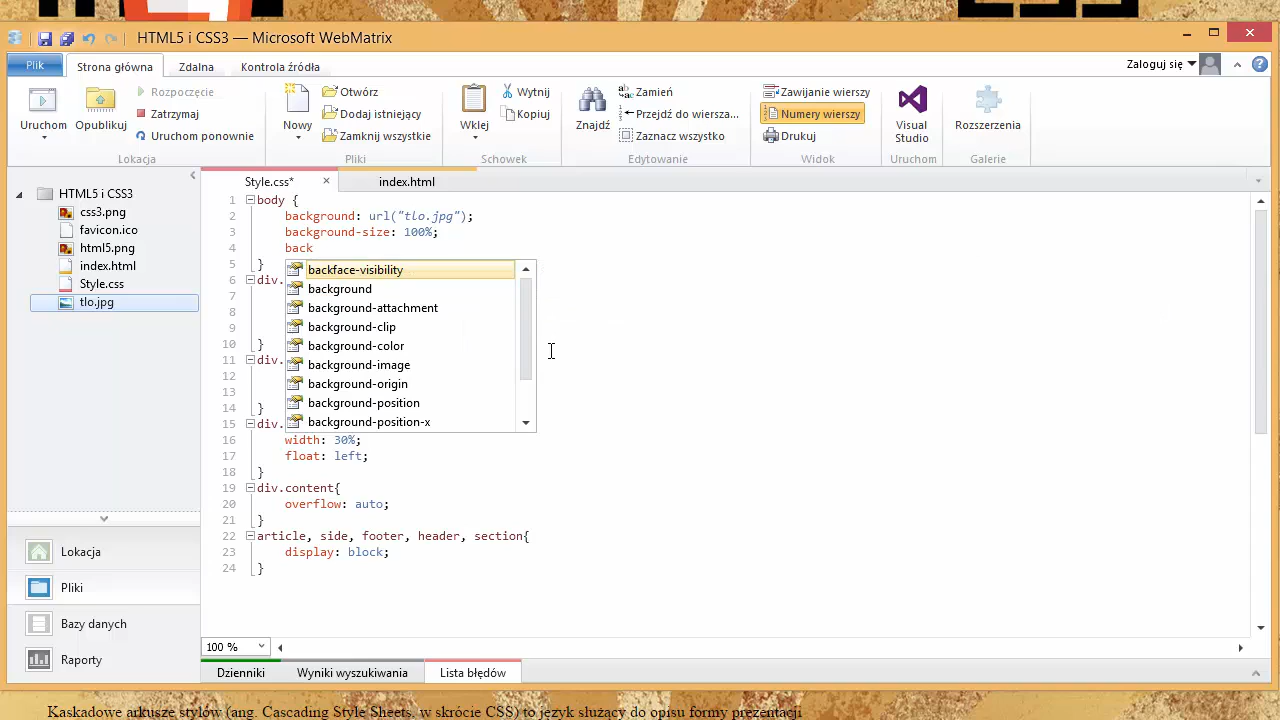 HTML5 i CSS3 — Microsoft WebMatrix
Plik
Strona główna
Zdalna
Kontrola źródła
Zaloguj się
Uruchom
Opublikuj
Rozpoczęcie
Zatrzymaj
Uruchom ponownie
Lokacja
Nowy
Otwórz
Dodaj istniejący
Zamknij wszystkie
Pliki
Wklej
Wytnij
Kopiuj
Schowek
Znajdź
Zamień
Przejdź do wiersza...
Zaznacz wszystko
Edytowanie
Zawijanie wierszy
Numery wierszy
Drukuj
Widok
Visual
Studio
Uruchom
Rozszerzenia
Galerie
HTML5 i CSS3
css3.png
favicon.ico
html5.png
index.html
Style.css
tlo.jpg
Lokacja
Pliki
Bazy danych
Raporty
Style.css*
index.html
1 body {
2 background: url("tlo.jpg");
3 background-size: 100%;
4 back
5 }
6 div.
7
8
9
10 }
11 div.
12
13
14 }
15 div.
16 width: 30%;
17 float: left;
18 }
19 div.content{
20 overflow: auto;
21 }
22 article, side, footer, header, section{
23 display: block;
24 }
backface-visibility
background
background-attachment
background-clip
background-color
background-image
background-origin
background-position
background-position-x
100 %
Dzienniki
Wyniki wyszukiwania
Lista błędów
Kaskadowe arkusze stylów (ang. Cascading Style Sheets, w skrócie CSS) to język służący do opisu formy prezentacji